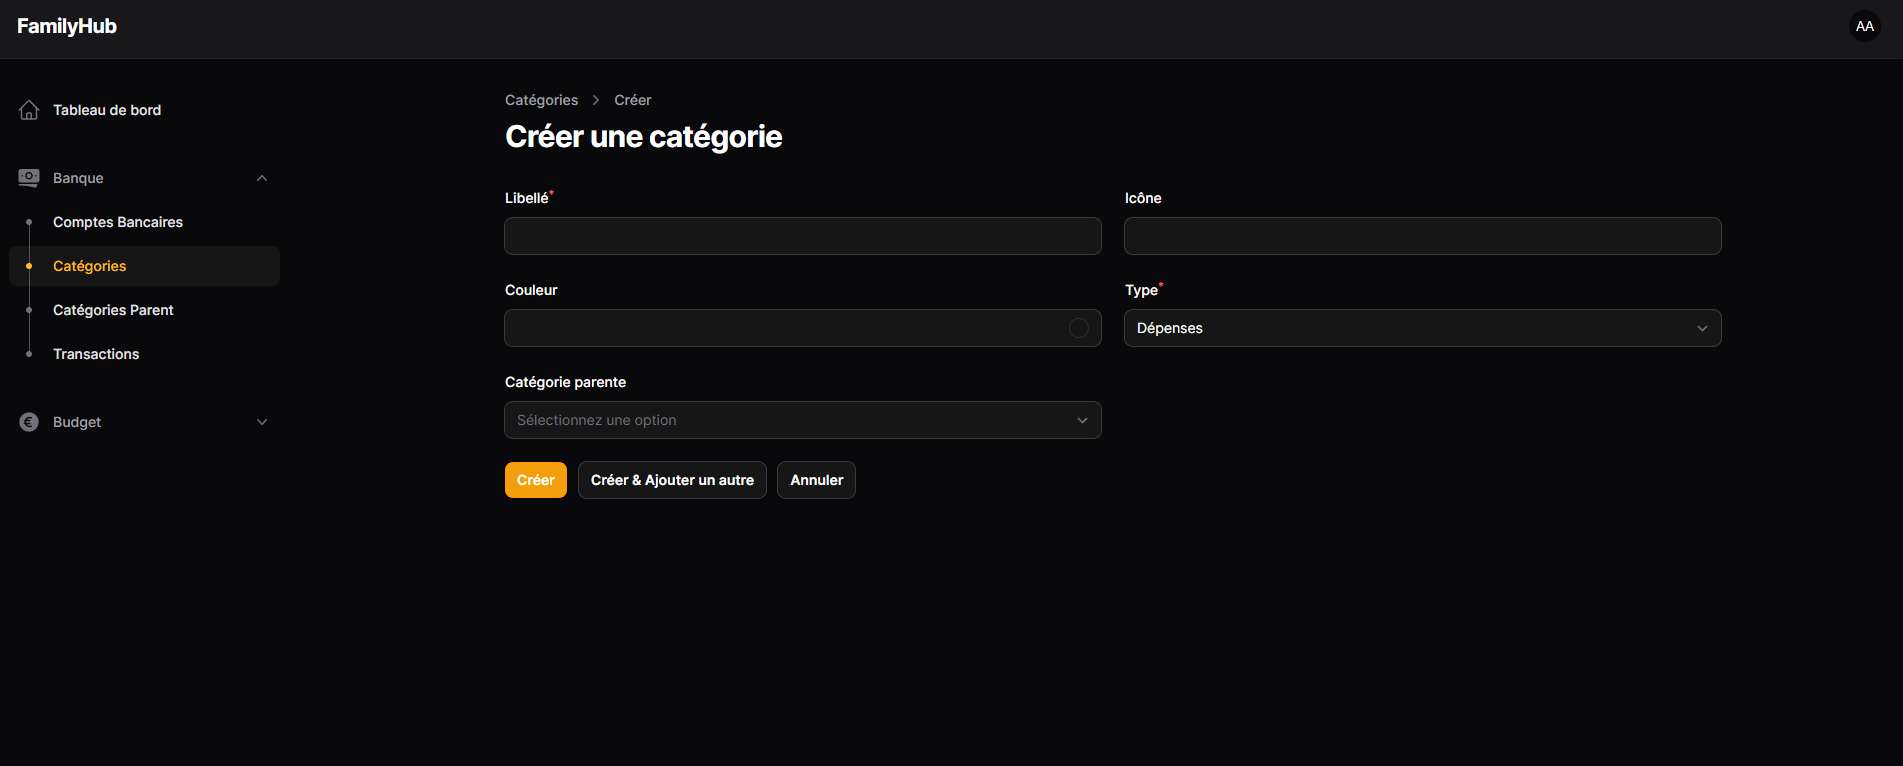 FamilyHub
AA
Tableau de bord
Banque
Comptes Bancaires
Catégories
Catégories Parent
Transactions
Budget
Catégories > Créer
Créer une catégorie
Libellé*
Icône
Couleur
Type*
Dépenses
Catégorie parente
Sélectionnez une option
Créer
Créer & Ajouter un autre
Annuler